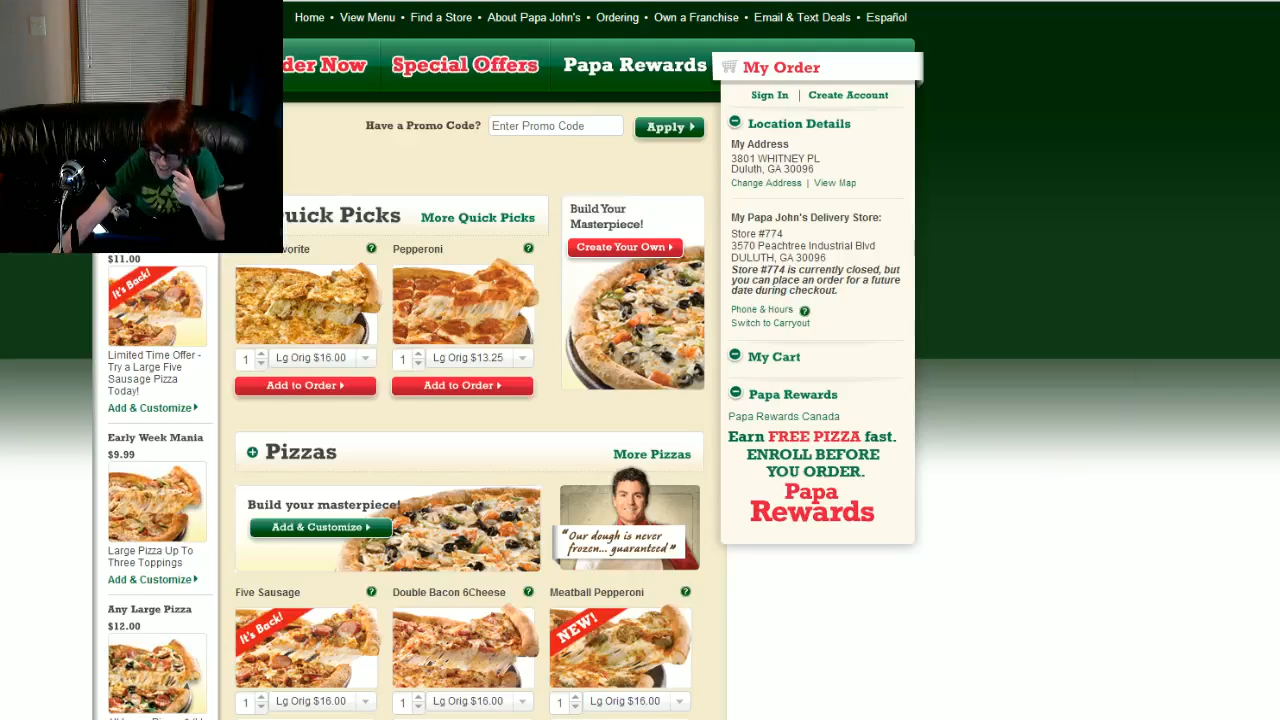 Home • View Menu • Find a Store • About Papa John's • Ordering • Own a Franchise • Email & Text Deals • Español
der Now
Special Offers
Papa Rewards
My Order
Sign In | Create Account
Have a Promo Code?
Enter Promo Code
Apply
Location Details
My Address
3801 WHITNEY PL
Duluth, GA 30096
Change Address | View Map
My Papa John's Delivery Store:
Store #774
3570 Peachtree Industrial Blvd
DULUTH, GA 30096
Store #774 is currently closed, but
you can place an order for a future
date during checkout.
Phone & Hours ?
Switch to Carryout
My Cart
Papa Rewards
Papa Rewards Canada
Earn FREE PIZZA fast.
ENROLL BEFORE
YOU ORDER.
Papa
Rewards
$11.00
It's Back!
Limited Time Offer -
Try a Large Five
Sausage Pizza
Today!
Add & Customize
Early Week Mania
$9.99
Large Pizza Up To
Three Toppings
Add & Customize
Any Large Pizza
$12.00
uick Picks
More Quick Picks
vorite ?
Pepperoni ?
1 Lg Orig $16.00
1 Lg Orig $13.25
Add to Order
Add to Order
Build Your
Masterpiece!
Create Your Own
Pizzas
More Pizzas
Build your masterpiece!
Add & Customize
"Our dough is never
frozen... guaranteed"
Five Sausage ?
Double Bacon 6Cheese ?
Meatball Pepperoni ?
It's Back!
NEW!
1 Lg Orig $16.00
1 Lg Orig $16.00
1 Lg Orig $16.00